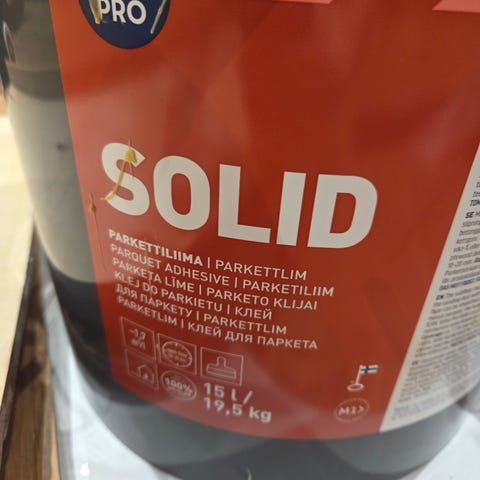 PRO
SOLID
PARKETTILIIMA | PARKETTLIM
PARQUET ADHESIVE | PARKETILIIM
PARKETA LĪME | PARKETO KLIJAI
KLEJ DO PARKIETU | КЛЕЙ
ДЛЯ ПАРКЕТУ | PARKETTLIM
PARKETLIM | КЛЕЙ ДЛЯ ПАРКЕТА
100%
15 l /
19,5 kg
M1